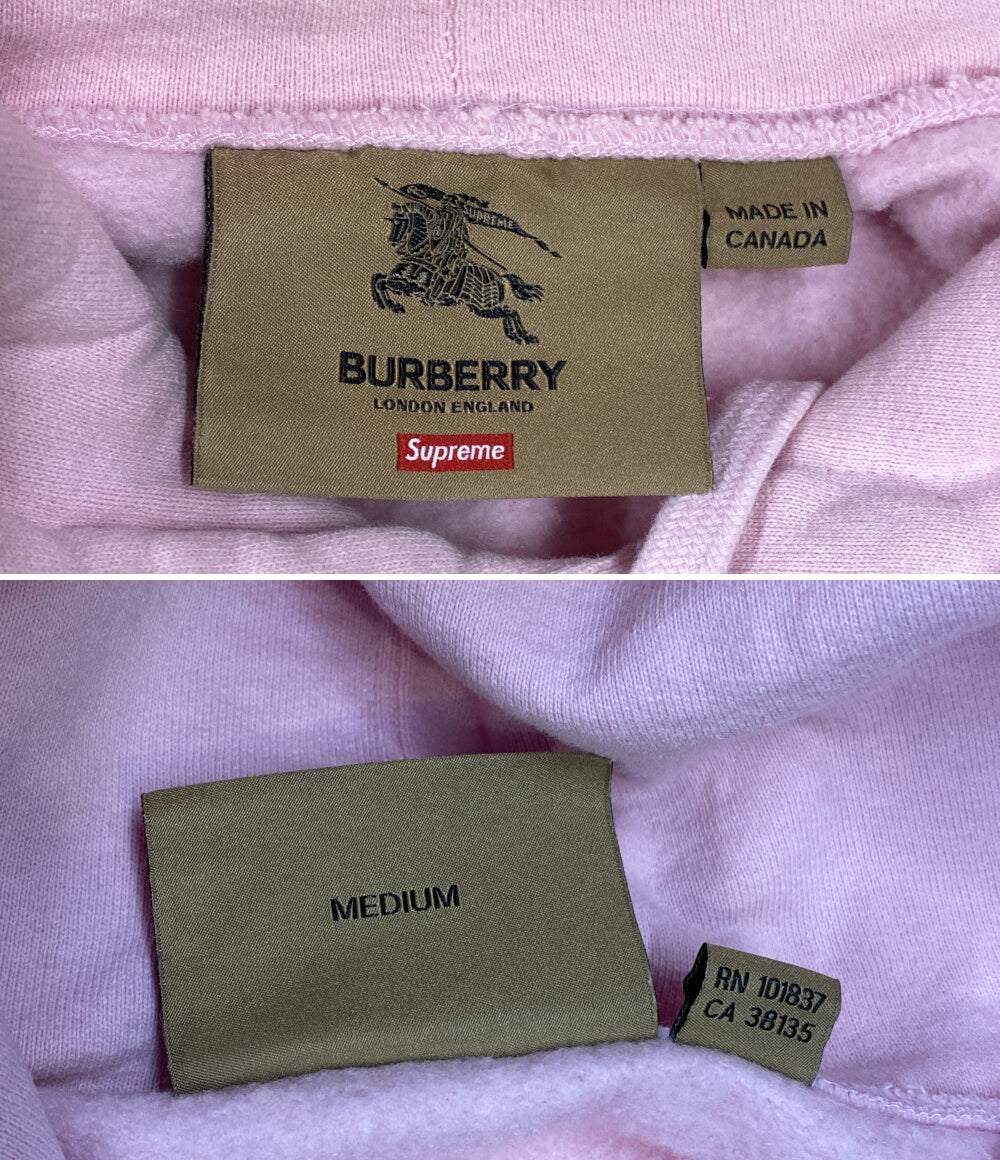 SUPREME
MADE IN
CANADA
BURBERRY
LONDON ENGLAND
Supreme
MEDIUM
RN 101837
CA 38135